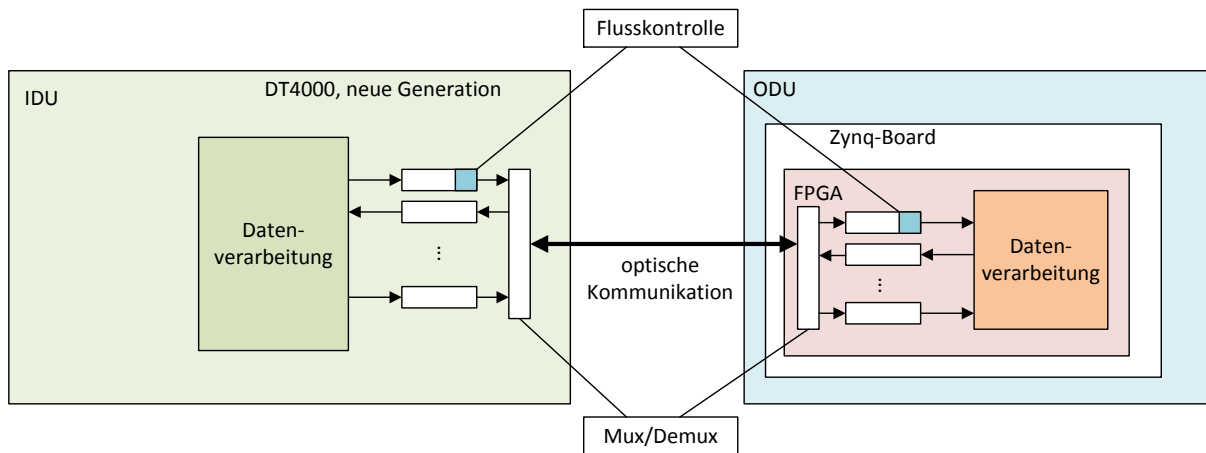 Flusskontrolle
IDU
DT4000, neue Generation
ODU
Zynq-Board
FPGA
Daten-
verarbeitung
...
optische
Kommunikation
Daten-
verarbeitung
...
Mux/Demux